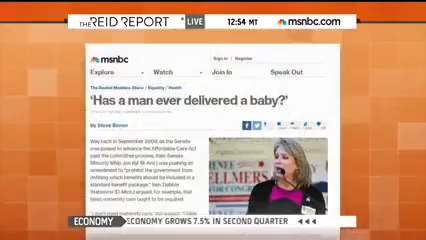 THE REID REPORT
LIVE
12:54 MT
msnbc.com
msnbc
Sign in | Register
Explore
Watch
Join In
Speak Out
The Rachel Maddow Show / Equality / Health
'Has a man ever delivered a baby?'
By Steve Benen
Way back in September 2009, as the Senate
was poised to advance the Affordable Care Act
past the committee process, then Senate
Minority Whip Jon Kyl (R-Ariz.) was pushing an
amendment to "prohibit the government from
defining which benefits should be included in a
standard benefit package." Sen. Debbie
Stabenow (D-Mich.) argued, for example, that
basic maternity care ought to be required
RENEE
ELLMERS
CONGRESS
ECONOMY
ECONOMY GROWS 7.5% IN SECOND QUARTER